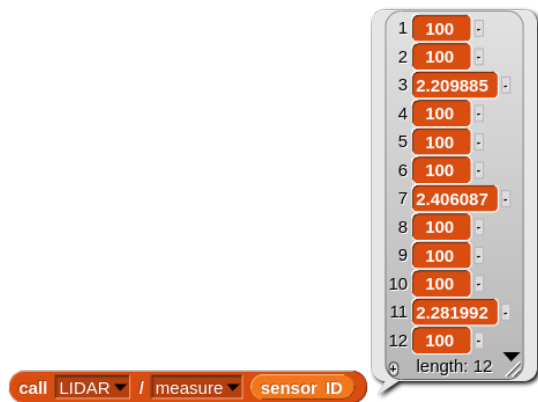 1 100 -
2 100 -
3 2.209885 -
4 100 -
5 100 -
6 100 -
7 2.406087 -
8 100 -
9 100 -
10 100 -
11 2.281992 -
12 100 -
+ length: 12
call LIDAR / measure sensor ID